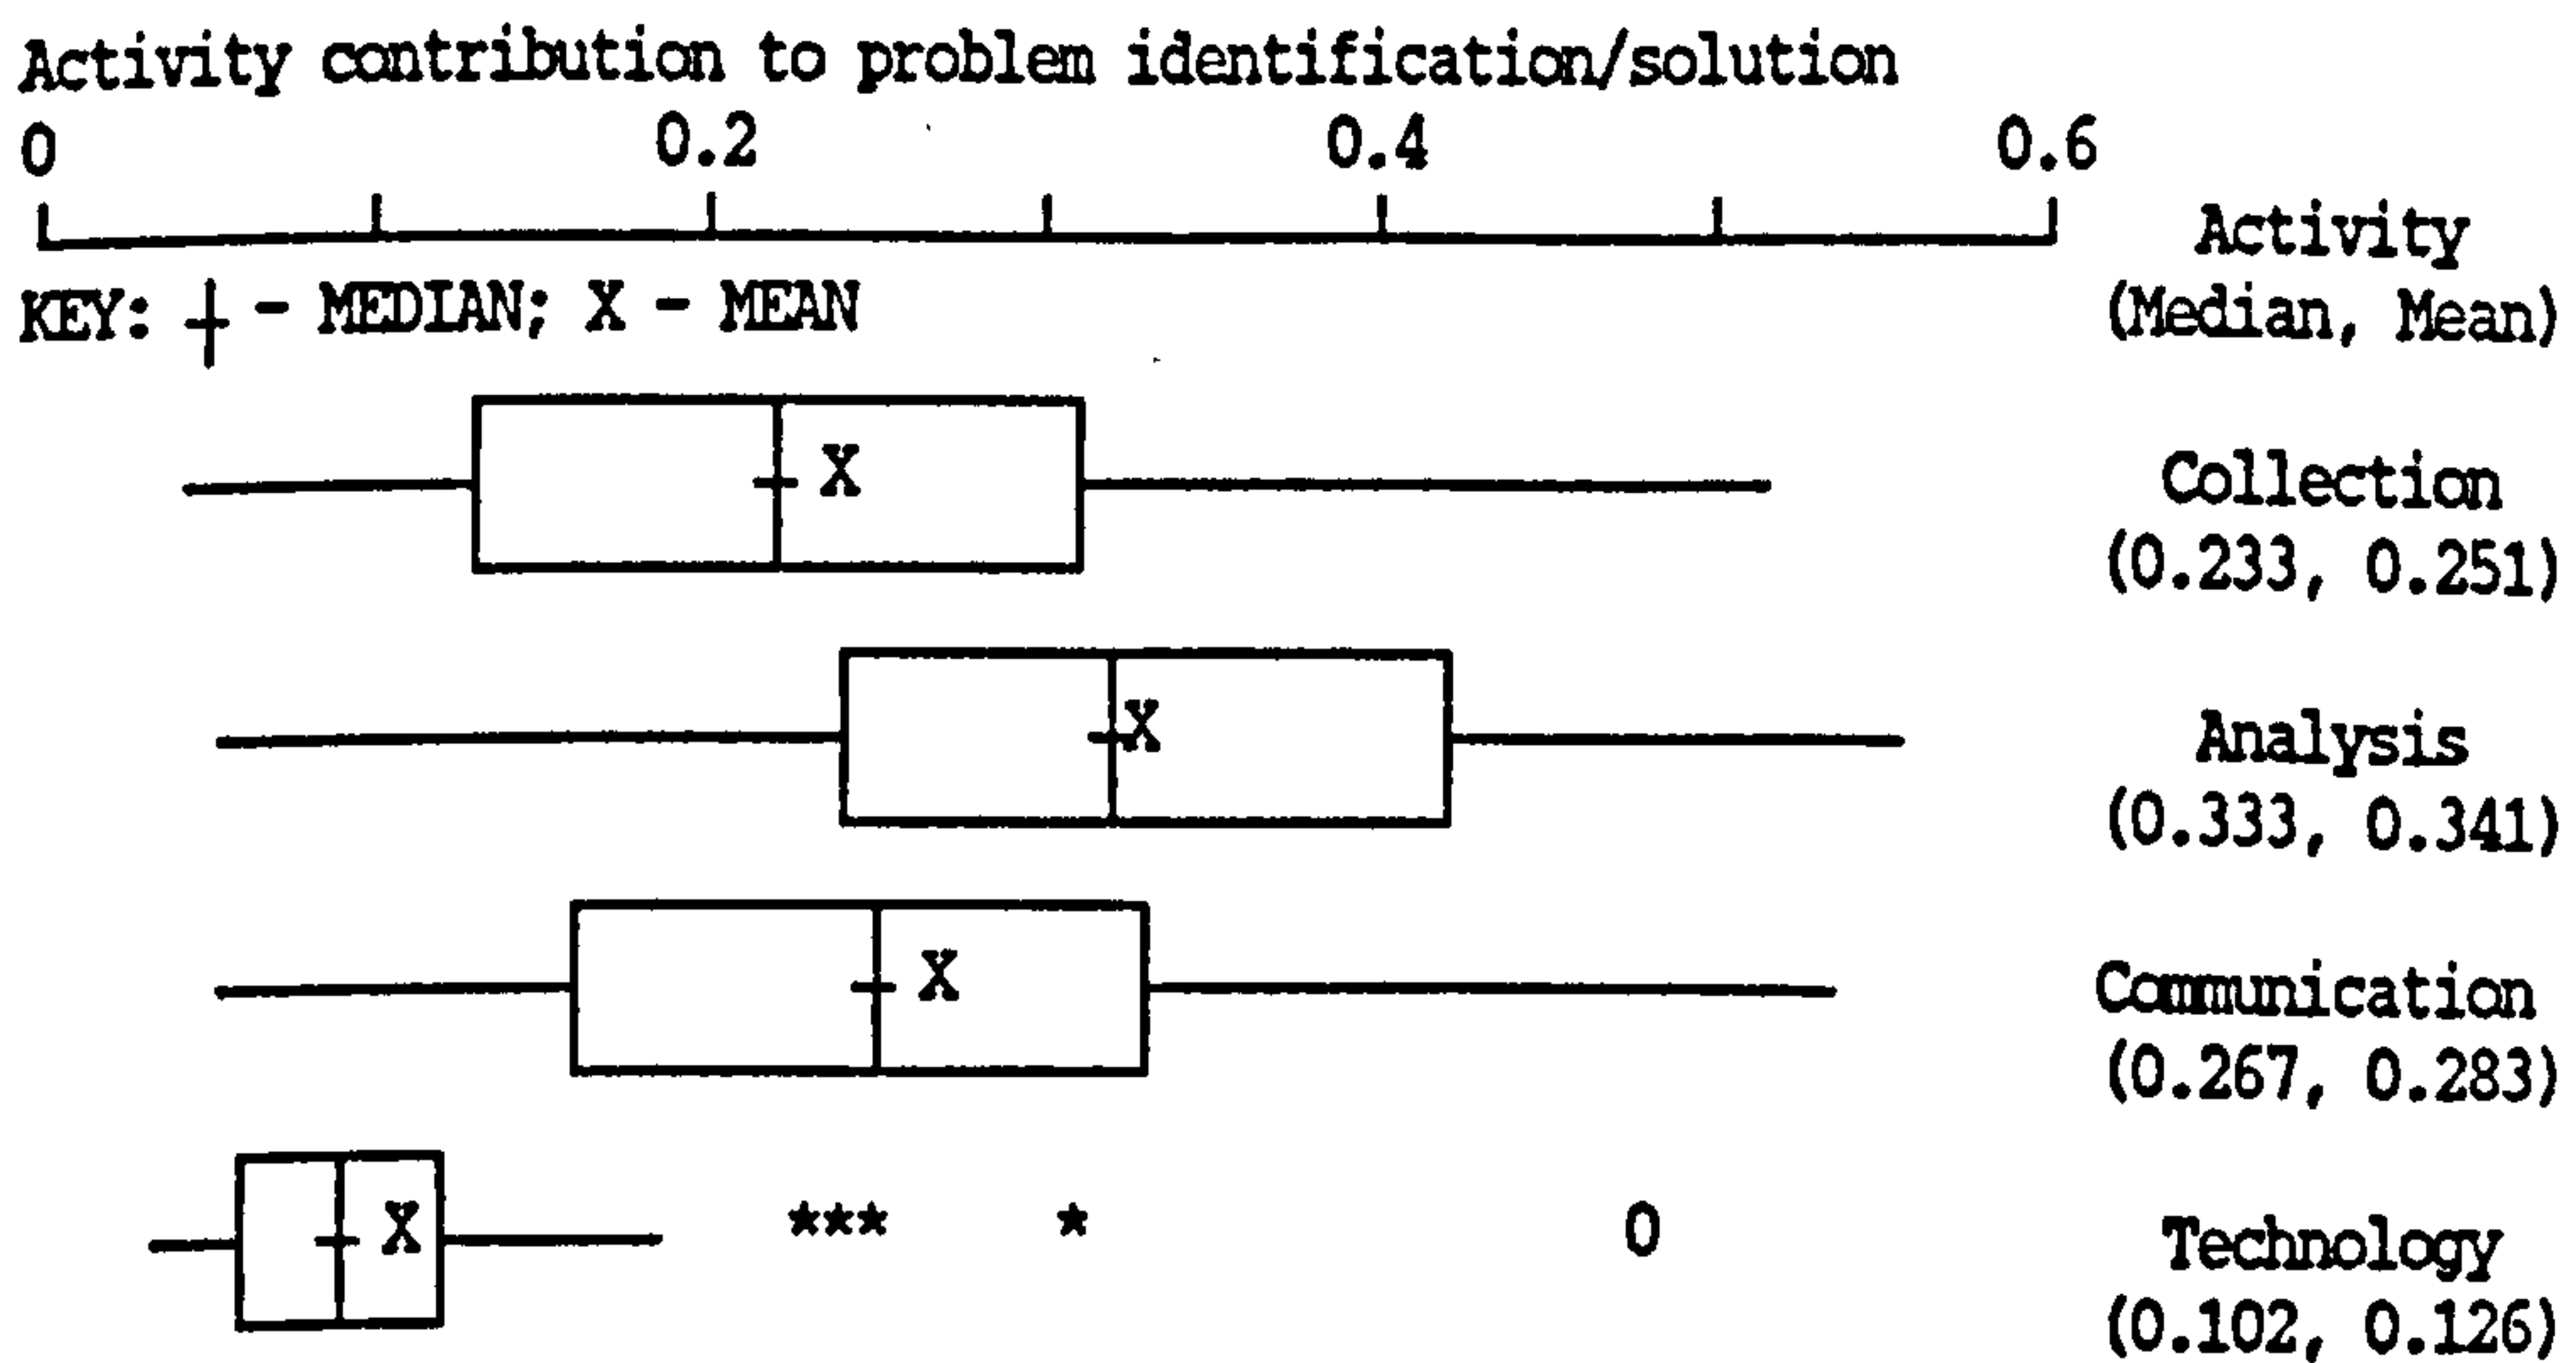 Activity contribution to problem identification/solution
0 0.2 0.4 0.6
Activity
KEY: ┼ - MEDIAN; X - MEAN
(Median, Mean)
X
Collection
(0.233, 0.251)
X
Analysis
(0.333, 0.341)
X
Communication
(0.267, 0.283)
X *** * 0
Technology
(0.102, 0.126)